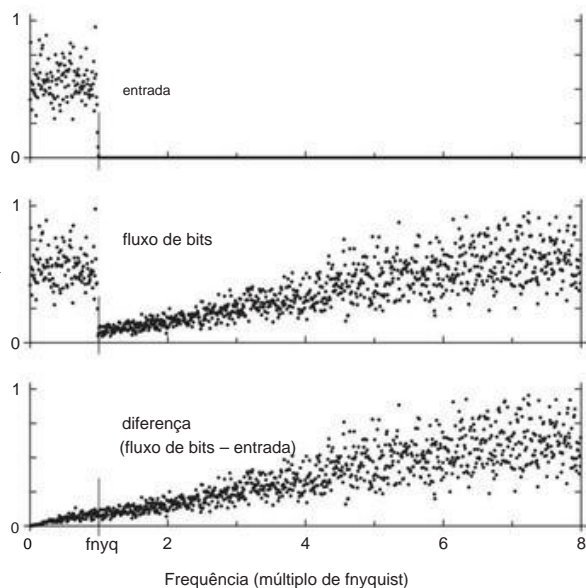 1
entrada
0
1
fluxo de bits
0
1
diferença
(fluxo de bits – entrada)
0
0 fnyq 2 4 6 8
Frequência (múltiplo de fnyquist)